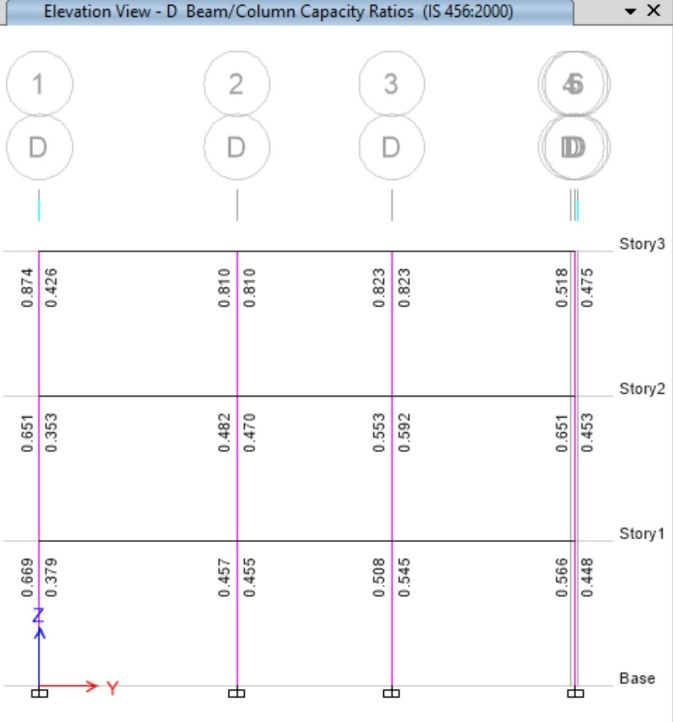 Elevation View - D Beam/Column Capacity Ratios (IS 456:2000)
1 2 3
D D D D
Story3
0.874 0.426 0.810 0.810 0.823 0.823 0.518 0.475
Story2
0.651 0.353 0.482 0.470 0.553 0.592 0.651 0.453
Story1
0.669 0.379 0.457 0.455 0.508 0.545 0.566 0.448
Z
Y
Base